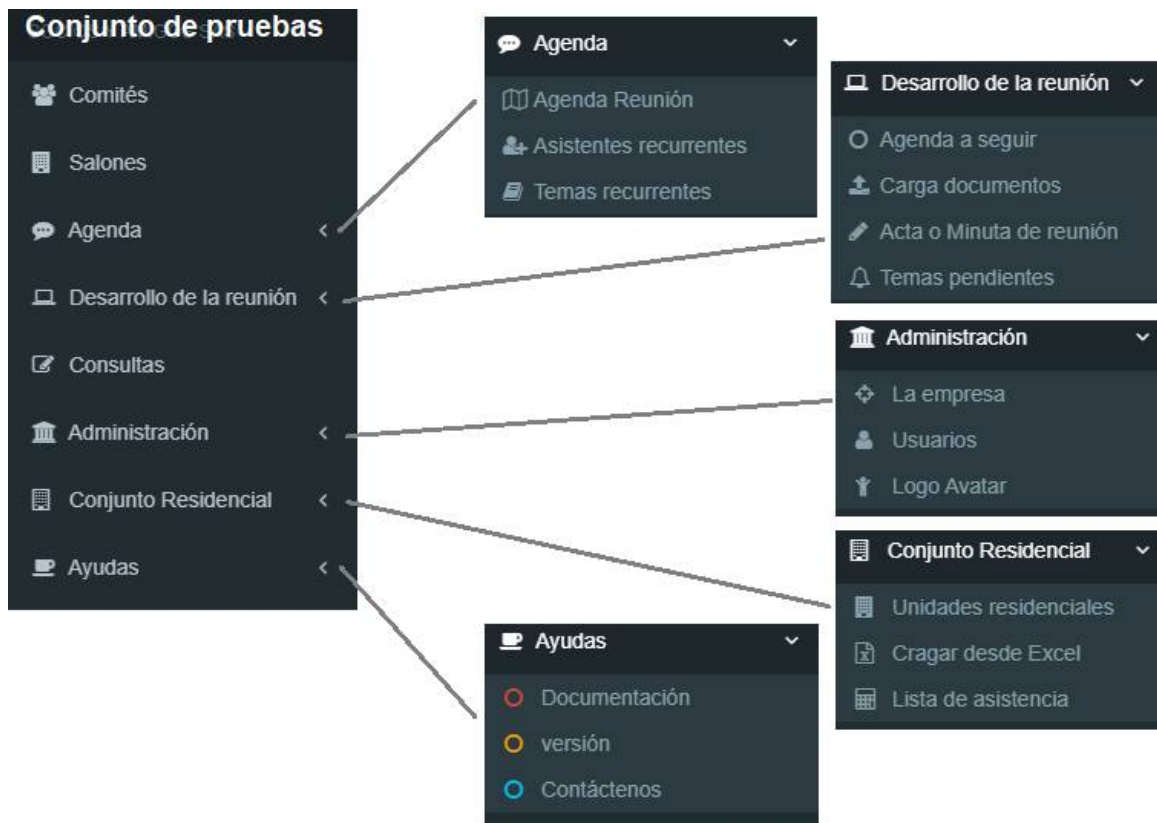 Conjunto de pruebas
Comités
Salones
Agenda
Desarrollo de la reunión
Consultas
Administración
Conjunto Residencial
Ayudas
Agenda
Agenda Reunión
Asistentes recurrentes
Temas recurrentes
Desarrollo de la reunión
Agenda a seguir
Carga documentos
Acta o Minuta de reunión
Temas pendientes
Administración
La empresa
Usuarios
Logo Avatar
Conjunto Residencial
Unidades residenciales
Cragar desde Excel
Lista de asistencia
Ayudas
Documentación
versión
Contáctenos